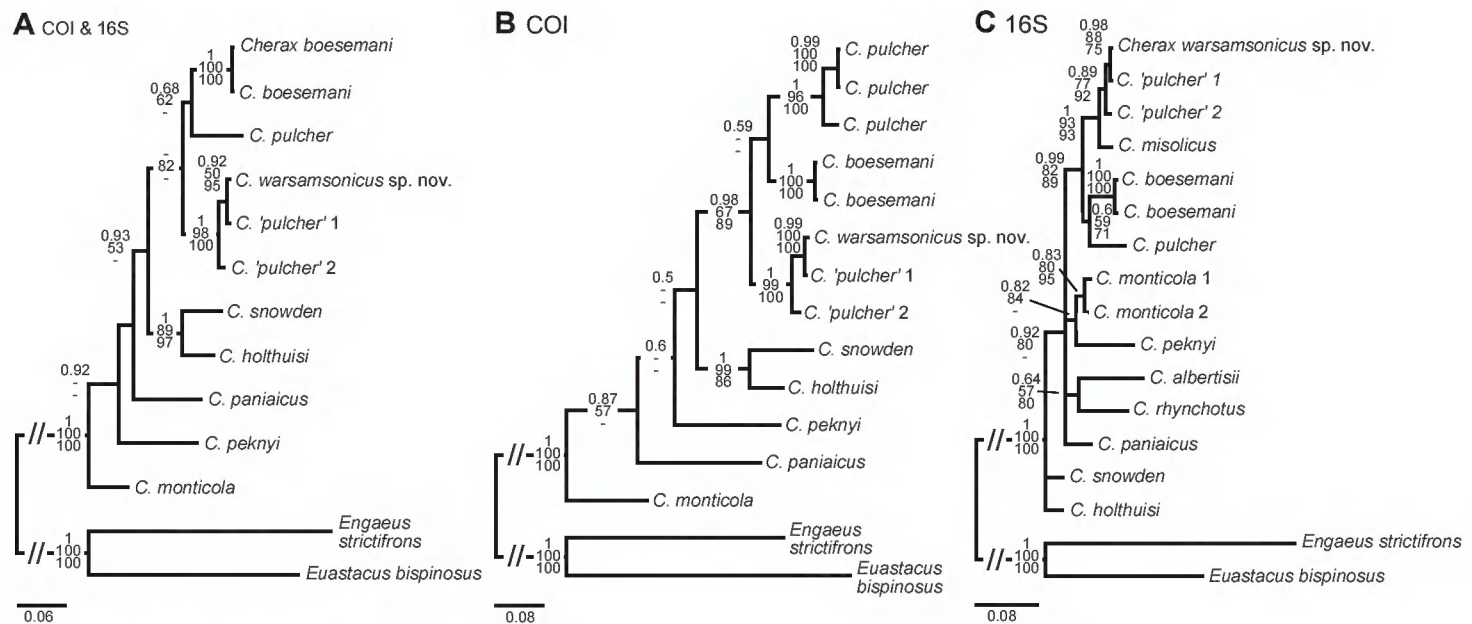 A COI & 16S
Cherax boesemani
1
100
100
C. boesemani
0.68
62
-
C. pulcher
-
82
-
0.92
50
95
C. warsamsonicus sp. nov.
C. 'pulcher' 1
1
98
100
C. 'pulcher' 2
0.93
53
-
C. snowden
1
89
97
C. holthuisi
0.92
-
C. paniaicus
C. peknyi
1
100
100
C. monticola
Engaeus
strictifrons
1
100
100
Euastacus bispinosus
0.06
B COI
0.99
100
100
C. pulcher
C. pulcher
1
96
100
C. pulcher
0.59
-
-
C. boesemani
1
100
100
C. boesemani
0.98
67
89
0.99
100
100
C. warsamsonicus sp. nov.
C. 'pulcher' 1
1
99
100
C. 'pulcher' 2
0.5
-
-
C. snowden
0.6
-
-
1
99
86
C. holthuisi
0.87
57
-
C. peknyi
C. paniaicus
1
100
100
C. monticola
Engaeus
strictifrons
1
100
100
Euastacus
bispinosus
0.08
C 16S
0.98
88
75
Cherax warsamsonicus sp. nov.
0.89
77
92
C. 'pulcher' 1
C. 'pulcher' 2
1
93
93
C. misolicus
0.99
82
89
1
100
100
C. boesemani
C. boesemani
0.6
59
71
C. pulcher
0.83
80
95
C. monticola 1
0.82
84
-
C. monticola 2
C. peknyi
0.92
80
-
C. albertisii
0.64
57
80
C. rhynchotus
C. paniaicus
1
100
100
C. snowden
C. holthuisi
Engaeus strictifrons
1
100
100
Euastacus bispinosus
0.08